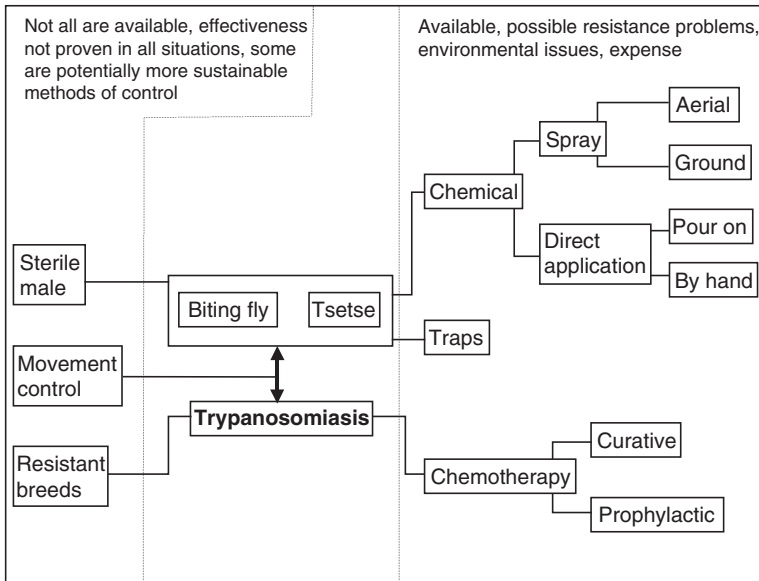 Not all are available, effectiveness
not proven in all situations, some
are potentially more sustainable
methods of control
Available, possible resistance problems,
environmental issues, expense
Aerial
Spray
Ground
Chemical
Pour on
Direct
application
By hand
Sterile
male
Biting fly
Tsetse
Traps
Movement
control
Trypanosomiasis
Resistant
breeds
Curative
Chemotherapy
Prophylactic